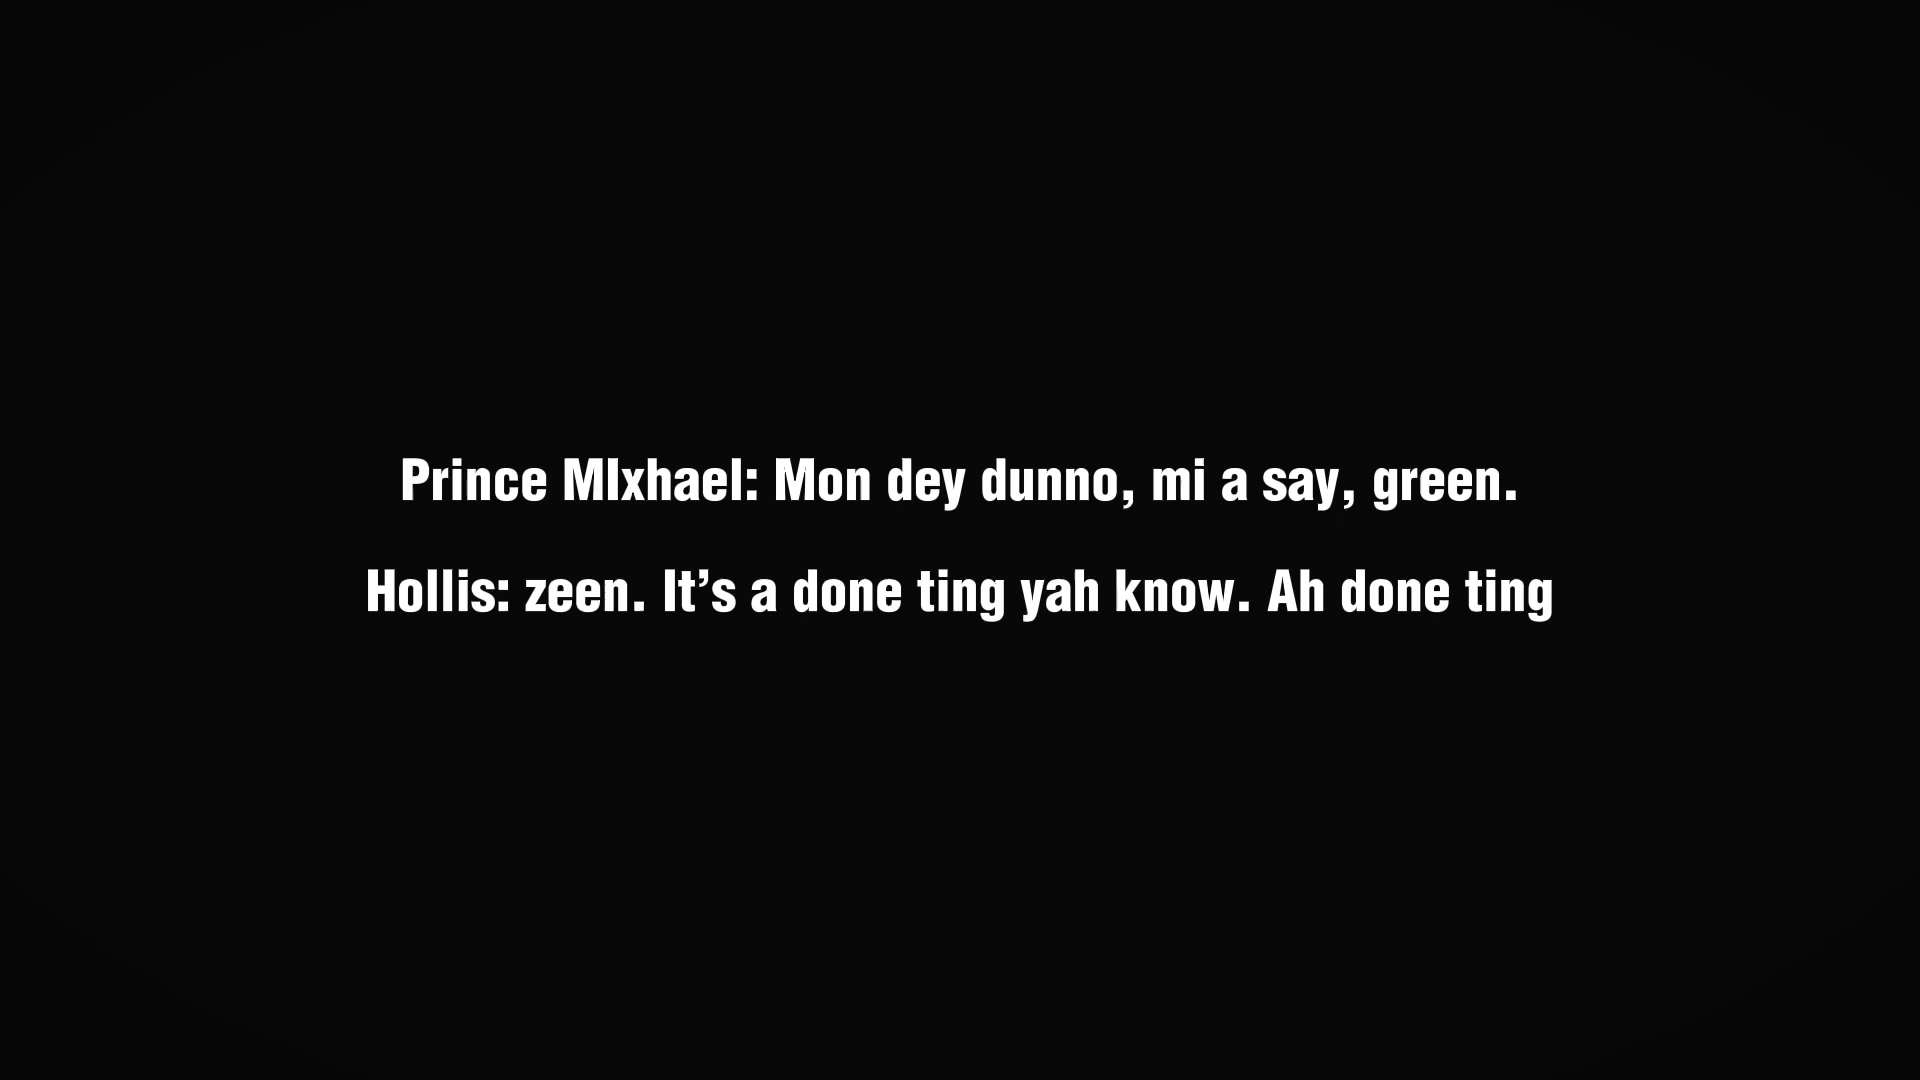 Prince MIxhael: Mon dey dunno, mi a say, green.
Hollis: zeen. It’s a done ting yah know. Ah done ting